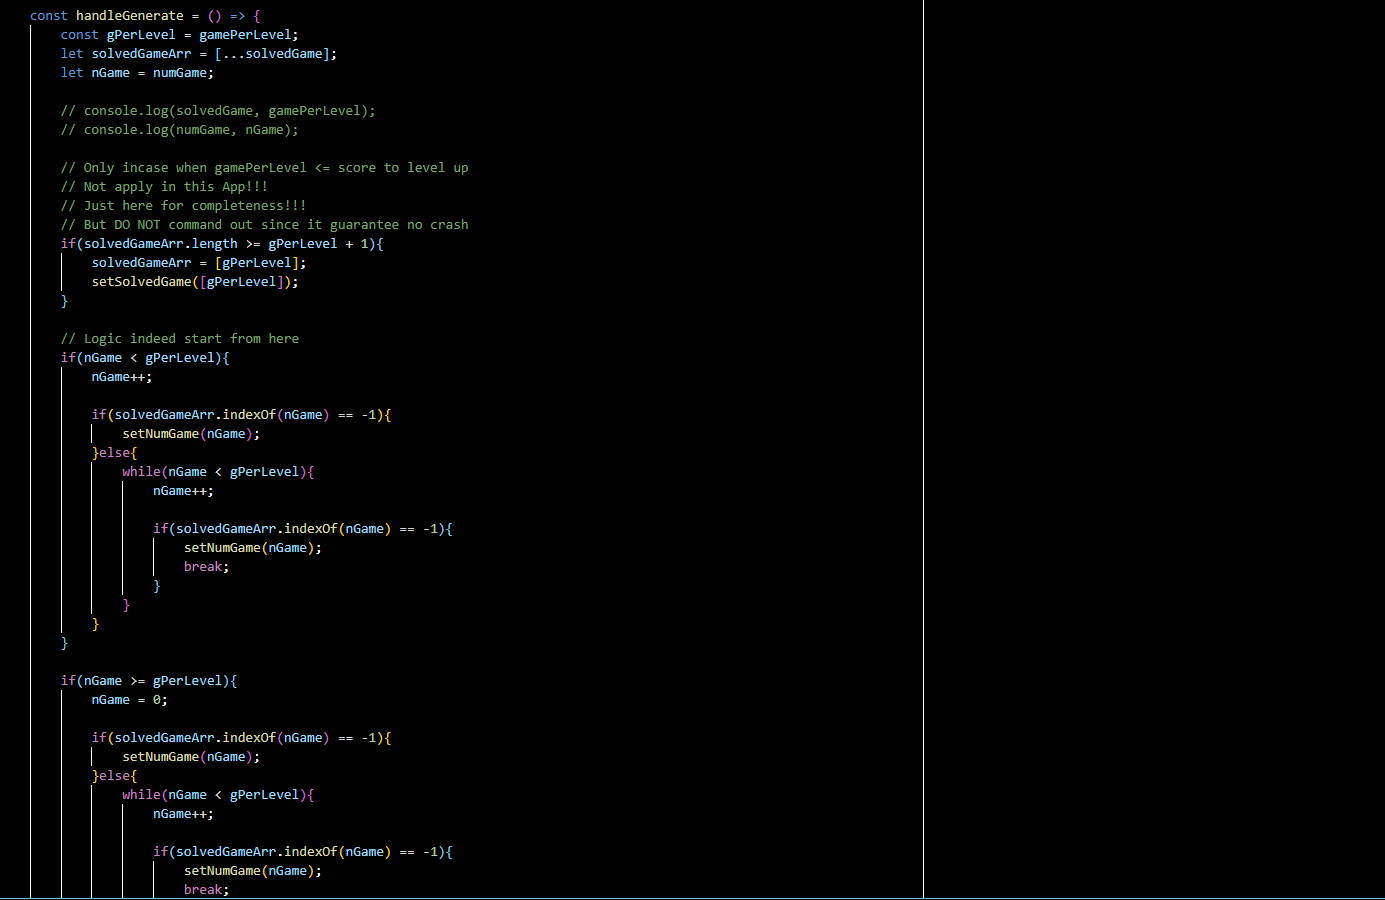 const handleGenerate = () => {
const gPerLevel = gamePerLevel;
let solvedGameArr = [...solvedGame];
let nGame = numGame;
// console.log(solvedGame, gamePerLevel);
// console.log(numGame, nGame);
// Only incase when gamePerLevel <= score to level up
// Not apply in this App!!!
// Just here for completeness!!!
// But DO NOT command out since it guarantee no crash
if(solvedGameArr.length >= gPerLevel + 1){
solvedGameArr = [gPerLevel];
setSolvedGame([gPerLevel]);
}
// Logic indeed start from here
if(nGame < gPerLevel){
nGame++;
if(solvedGameArr.indexOf(nGame) == -1){
setNumGame(nGame);
}else{
while(nGame < gPerLevel){
nGame++;
if(solvedGameArr.indexOf(nGame) == -1){
setNumGame(nGame);
break;
}
}
}
}
if(nGame >= gPerLevel){
nGame = 0;
if(solvedGameArr.indexOf(nGame) == -1){
setNumGame(nGame);
}else{
while(nGame < gPerLevel){
nGame++;
if(solvedGameArr.indexOf(nGame) == -1){
setNumGame(nGame);
break;